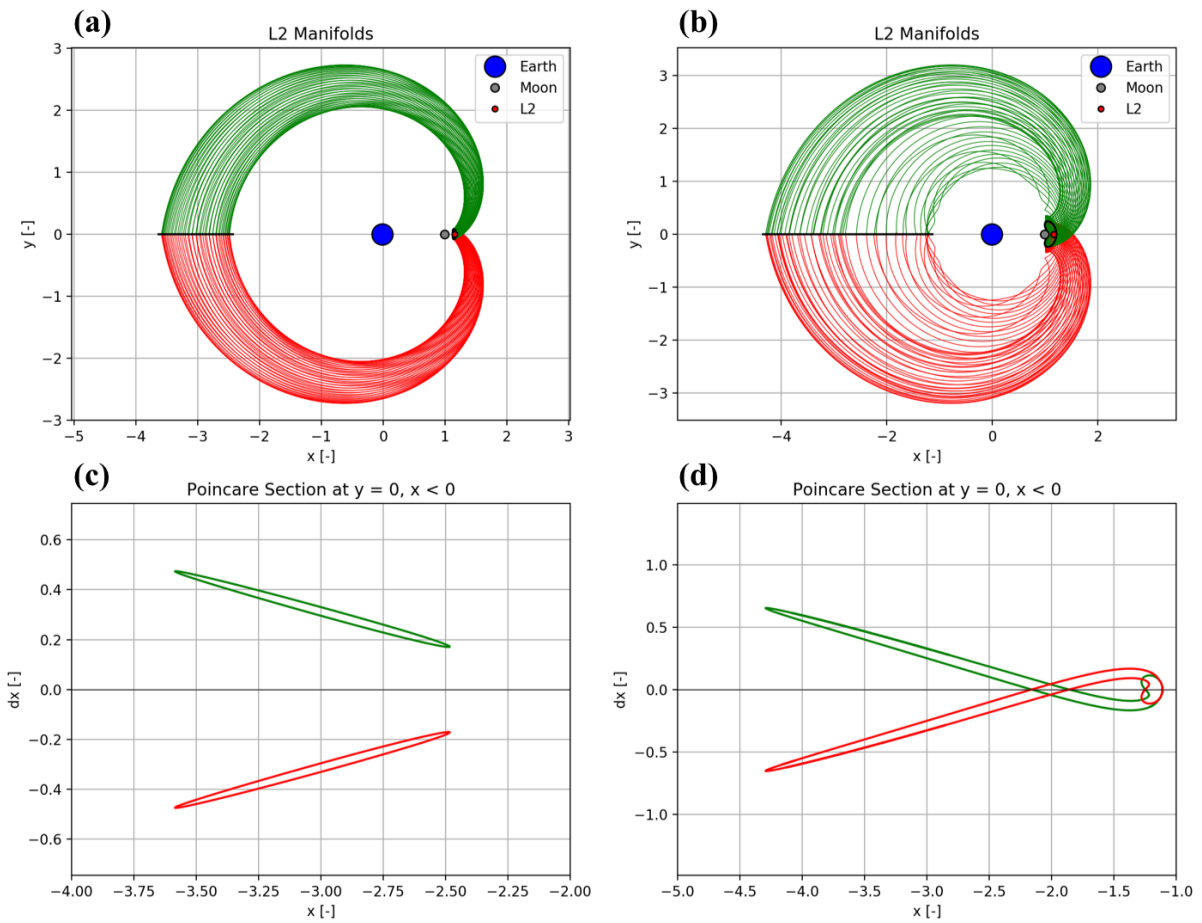 (a)
L2 Manifolds
Earth
Moon
L2
3
2
1
0
−1
−2
−3
y [-]
−5 −4 −3 −2 −1 0 1 2 3
x [-]
(b)
L2 Manifolds
Earth
Moon
L2
3
2
1
0
−1
−2
−3
y [-]
−4 −2 0 2
x [-]
(c)
Poincare Section at y = 0, x < 0
0.6
0.4
0.2
0.0
−0.2
−0.4
−0.6
dx [-]
−4.00 −3.75 −3.50 −3.25 −3.00 −2.75 −2.50 −2.25 −2.00
x [-]
(d)
Poincare Section at y = 0, x < 0
1.0
0.5
0.0
−0.5
−1.0
dx [-]
−5.0 −4.5 −4.0 −3.5 −3.0 −2.5 −2.0 −1.5 −1.0
x [-]